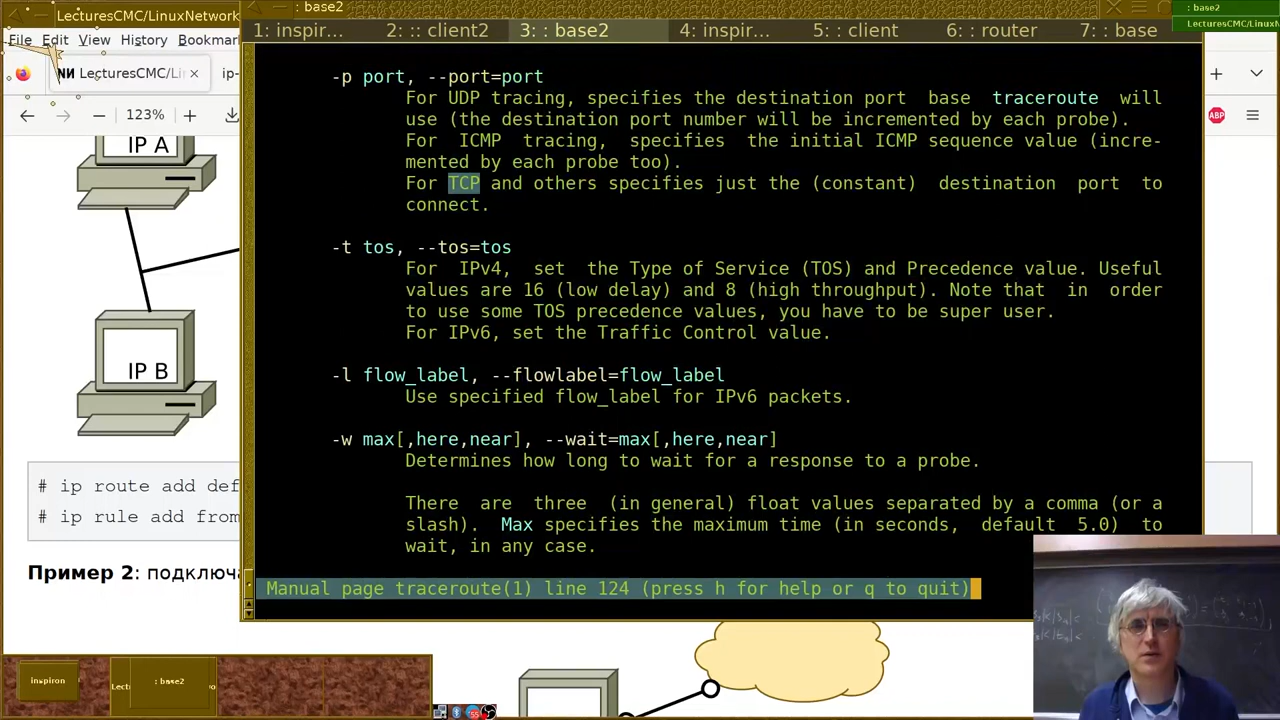 LecturesCMC/LinuxNetwork
: base2
: base2
LecturesCMC/LinuxN
File Edit View History Bookmar
1: inspir... 2: :: client2 3: : base2 4: inspir... 5: : client 6: : router 7: : base
LecturesCMC/Li
ip-
123%
ABP
IP A
IP B
-p port, --port=port
For UDP tracing, specifies the destination port base traceroute will
use (the destination port number will be incremented by each probe).
For ICMP tracing, specifies the initial ICMP sequence value (incre-
mented by each probe too).
For TCP and others specifies just the (constant) destination port to
connect.
-t tos, --tos=tos
For IPv4, set the Type of Service (TOS) and Precedence value. Useful
values are 16 (low delay) and 8 (high throughput). Note that in order
to use some TOS precedence values, you have to be super user.
For IPv6, set the Traffic Control value.
-l flow_label, --flowlabel=flow_label
Use specified flow_label for IPv6 packets.
-w max[,here,near], --wait=max[,here,near]
Determines how long to wait for a response to a probe.
There are three (in general) float values separated by a comma (or a
slash). Max specifies the maximum time (in seconds, default 5.0) to
wait, in any case.
Manual page traceroute(1) line 124 (press h for help or q to quit)
# ip route add def
# ip rule add from
Пример 2: подключ
inspiron
Lect
: base2
55